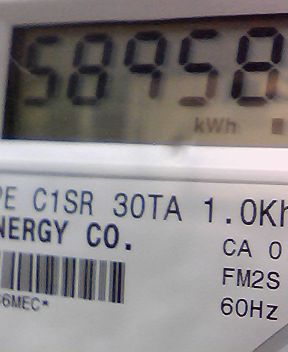 58958
kWh
PE C1SR 30TA 1.0Kh
NERGY CO.
CA 0
FM2S
6MEC*
60Hz